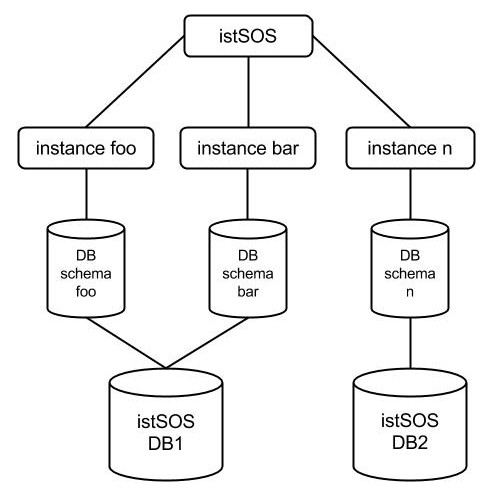 istSOS
instance foo
instance bar
instance n
DB
schema
foo
DB
schema
bar
DB
schema
n
istSOS
DB1
istSOS
DB2